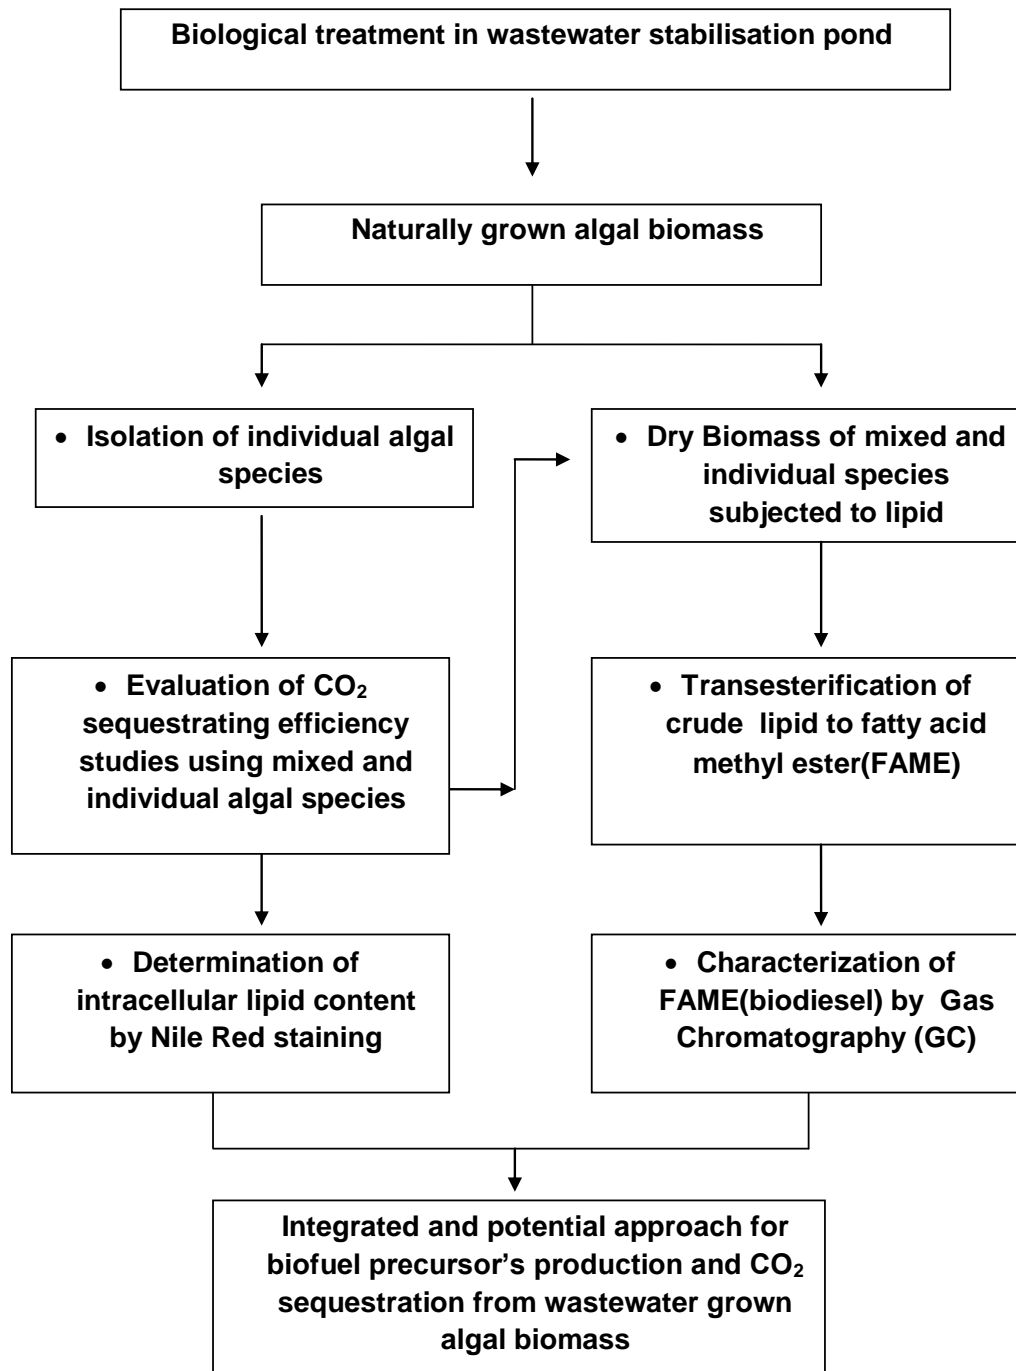 Biological treatment in wastewater stabilisation pond
Naturally grown algal biomass
• Isolation of individual algal
species
• Dry Biomass of mixed and
individual species
subjected to lipid
• Evaluation of CO₂
sequestrating efficiency
studies using mixed and
individual algal species
• Transesterification of
crude lipid to fatty acid
methyl ester(FAME)
• Determination of
intracellular lipid content
by Nile Red staining
• Characterization of
FAME(biodiesel) by Gas
Chromatography (GC)
Integrated and potential approach for
biofuel precursor’s production and CO₂
sequestration from wastewater grown
algal biomass